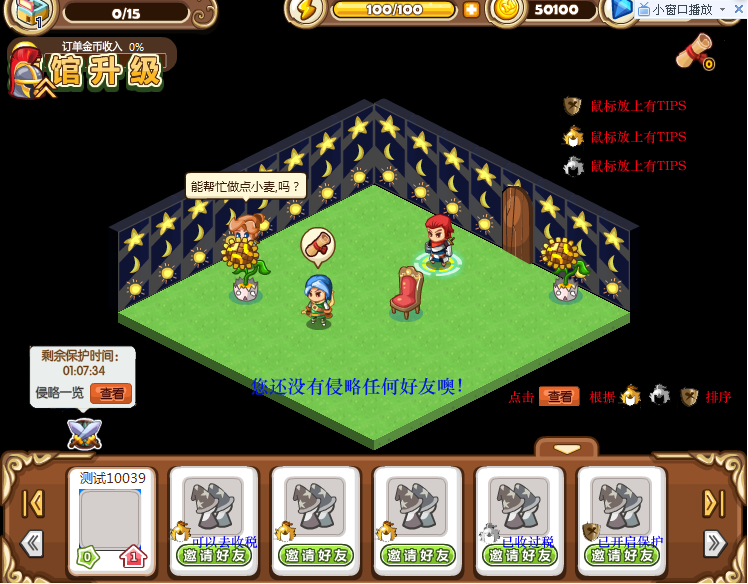 0/15
100/100
50100
小窗口播放
1
订单金币收入 0%
馆升级
0
鼠标放上有TIPS
鼠标放上有TIPS
鼠标放上有TIPS
能帮忙做点小麦,吗？
剩余保护时间:
01:07:34
侵略一览 查看
您还没有侵略任何好友噢!
点击 查看 根据 排序
测试10039
0 1
可以去收税
已收过税
已开启保护
邀请好友
邀请好友
邀请好友
邀请好友
邀请好友